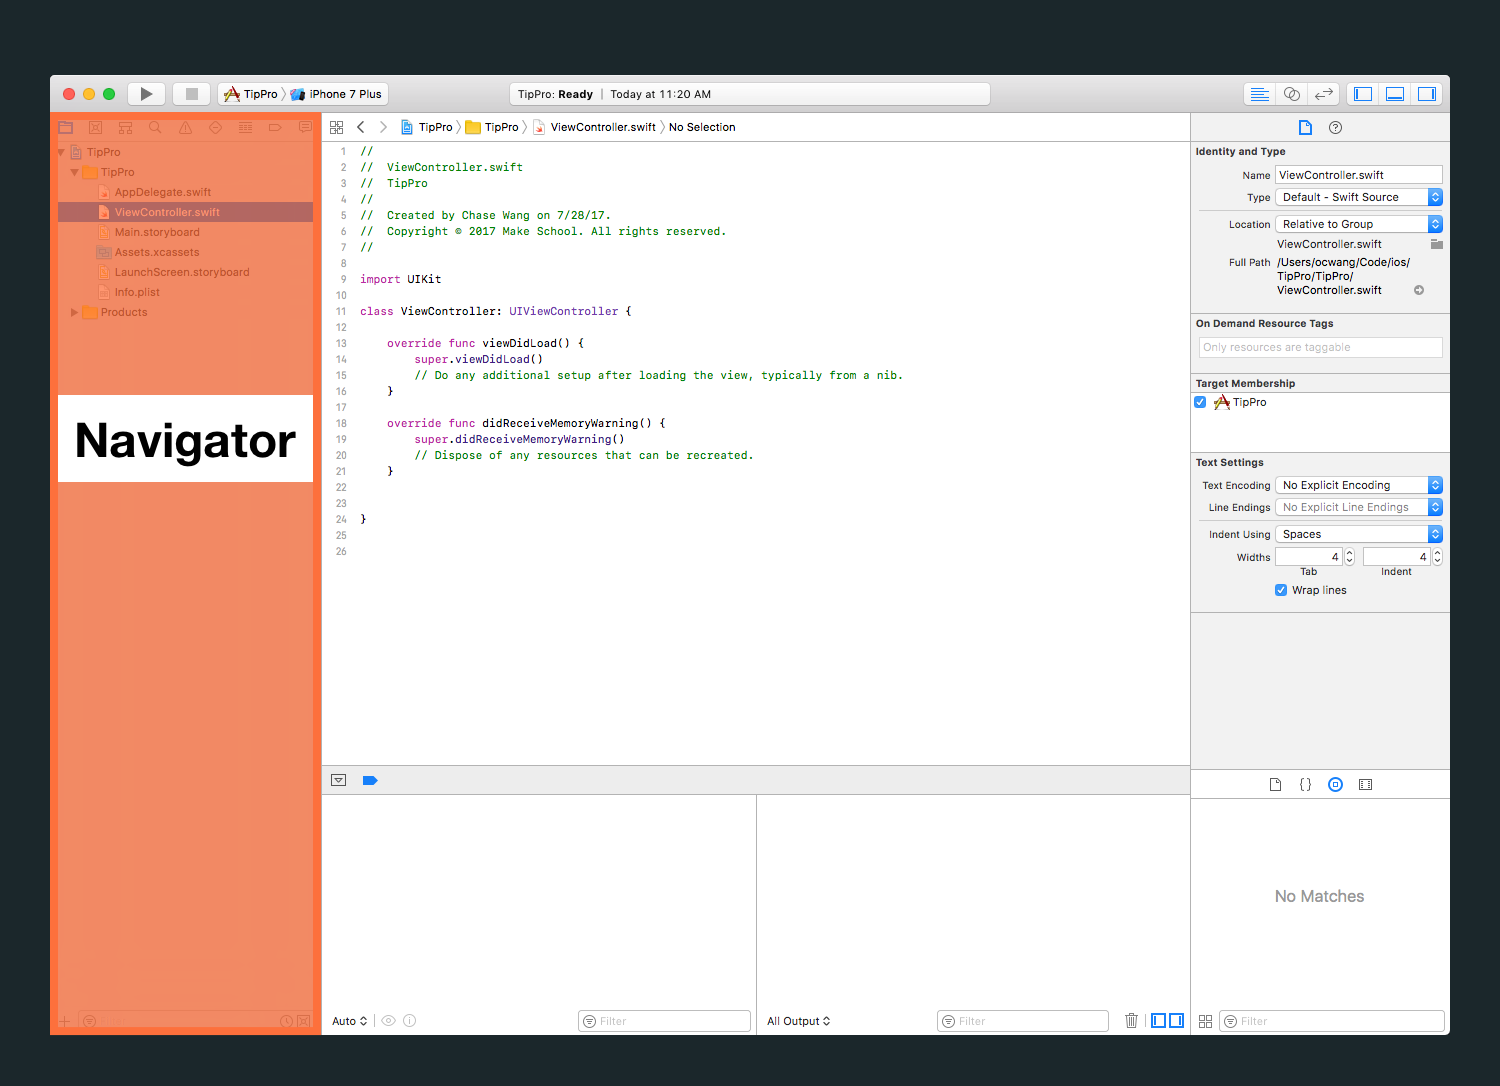 TipPro 〉 iPhone 7 Plus
TipPro: Ready | Today at 11:20 AM
TipPro
TipPro
AppDelegate.swift
ViewController.swift
Main.storyboard
Assets.xcassets
LaunchScreen.storyboard
Info.plist
Products
Navigator
TipPro 〉 TipPro 〉 ViewController.swift 〉 No Selection
1 //
2 //  ViewController.swift
3 //  TipPro
4 //
5 //  Created by Chase Wang on 7/28/17.
6 //  Copyright © 2017 Make School. All rights reserved.
7 //
8
9 import UIKit
10
11 class ViewController: UIViewController {
12
13     override func viewDidLoad() {
14         super.viewDidLoad()
15         // Do any additional setup after loading the view, typically from a nib.
16     }
17
18     override func didReceiveMemoryWarning() {
19         super.didReceiveMemoryWarning()
20         // Dispose of any resources that can be recreated.
21     }
22
23
24 }
25
26
Auto
Filter
All Output
Filter
Identity and Type
Name ViewController.swift
Type Default - Swift Source
Location Relative to Group
ViewController.swift
Full Path /Users/ocwang/Code/ios/
TipPro/TipPro/
ViewController.swift
On Demand Resource Tags
Only resources are taggable
Target Membership
TipPro
Text Settings
Text Encoding No Explicit Encoding
Line Endings No Explicit Line Endings
Indent Using Spaces
Widths 4 4
Tab Indent
Wrap lines
{}
No Matches
Filter